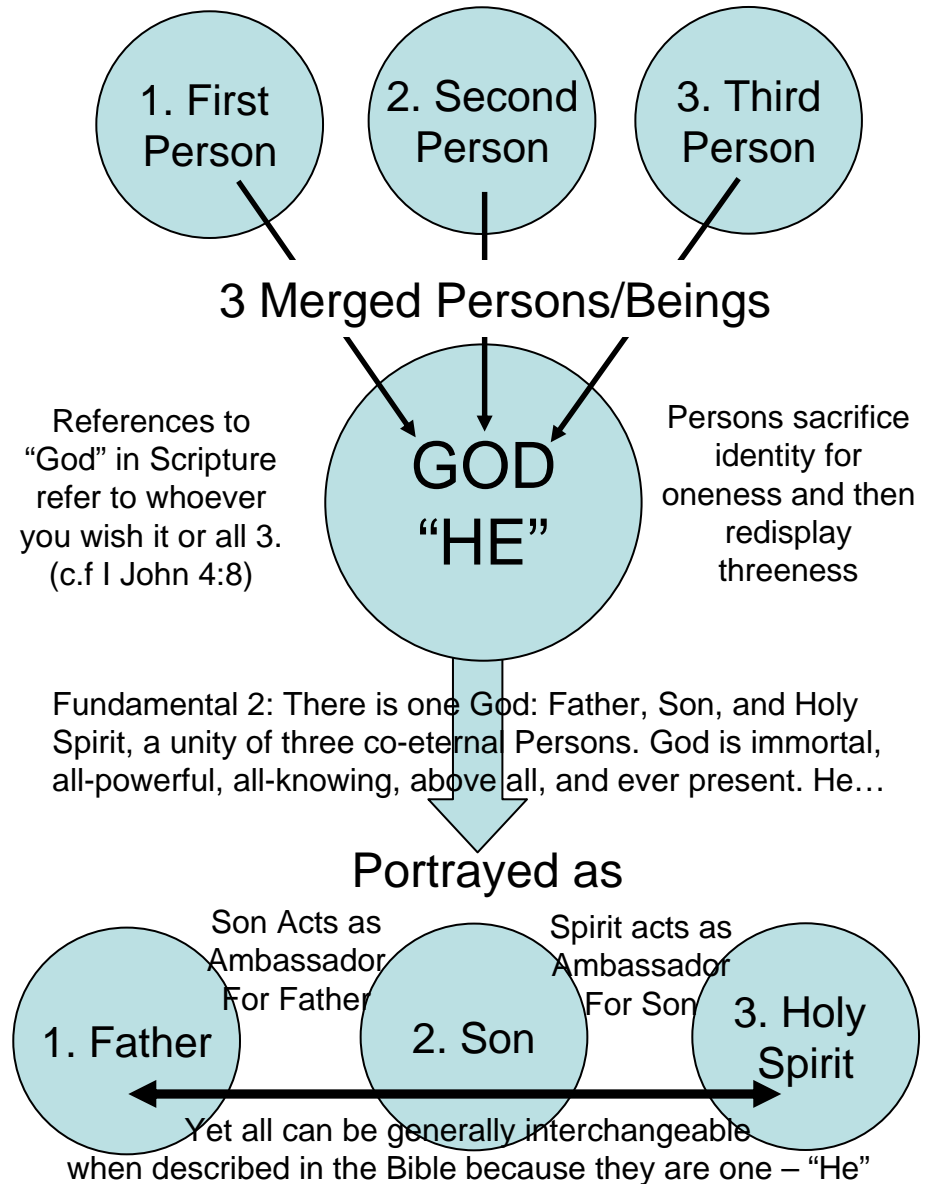 1. First
Person
2. Second
Person
3. Third
Person
3 Merged Persons/Beings
References to
“God” in Scripture
refer to whoever
you wish it or all 3.
(c.f I John 4:8)
GOD
“HE”
Persons sacrifice
identity for
oneness and then
redisplay
threeness
Fundamental 2: There is one God: Father, Son, and Holy
Spirit, a unity of three co-eternal Persons. God is immortal,
all-powerful, all-knowing, above all, and ever present. He…
Portrayed as
Son Acts as
Ambassador
For Father
Spirit acts as
Ambassador
For Son
1. Father
2. Son
3. Holy
Spirit
Yet all can be generally interchangeable
when described in the Bible because they are one – “He”